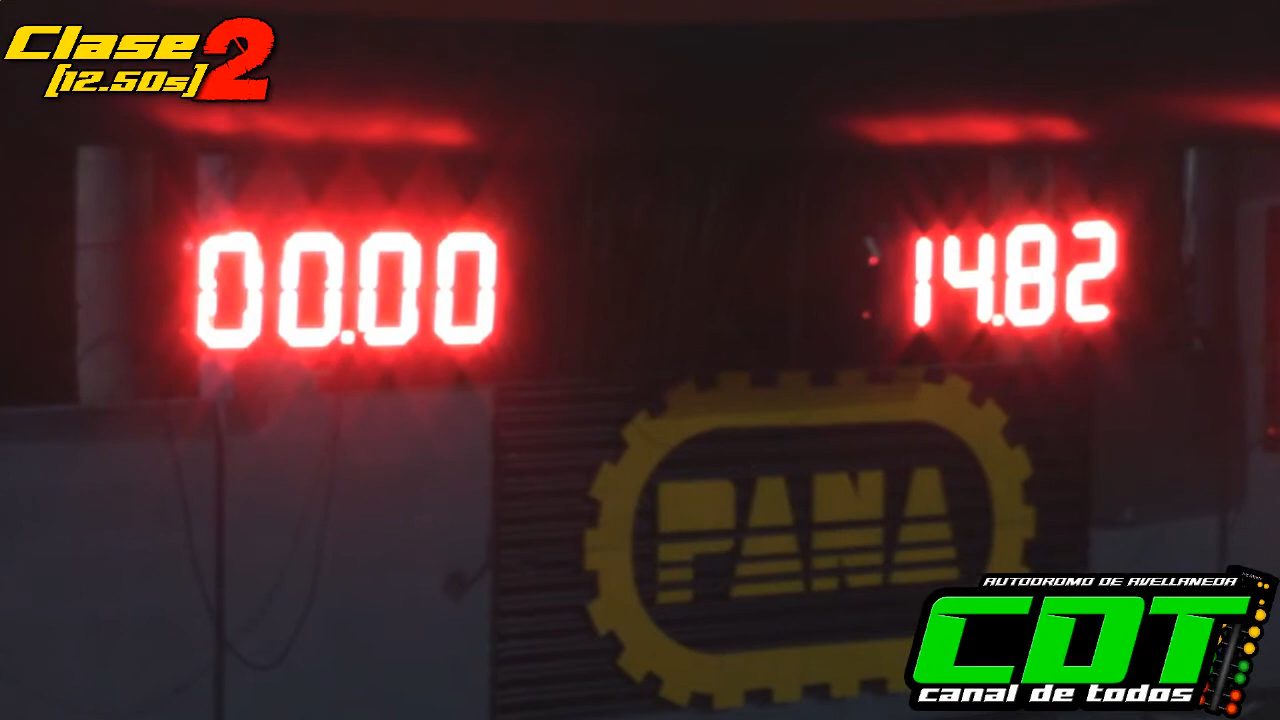 Clase 2
[12.50s]
00.00
14.82
PANA
AUTODROMO DE AVELLANEDA
CDT
canal de todos